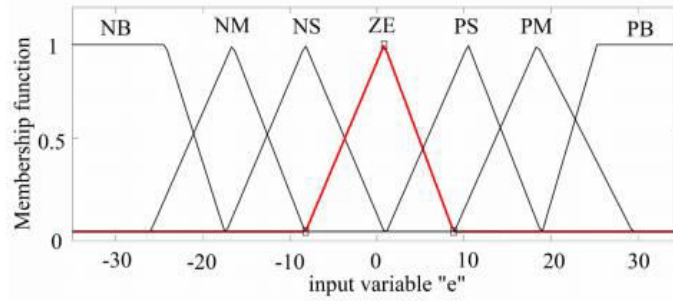 NB NM NS ZE PS PM PB
1
0.5
0
Membership function
-30 -20 -10 0 10 20 30
input variable "e"